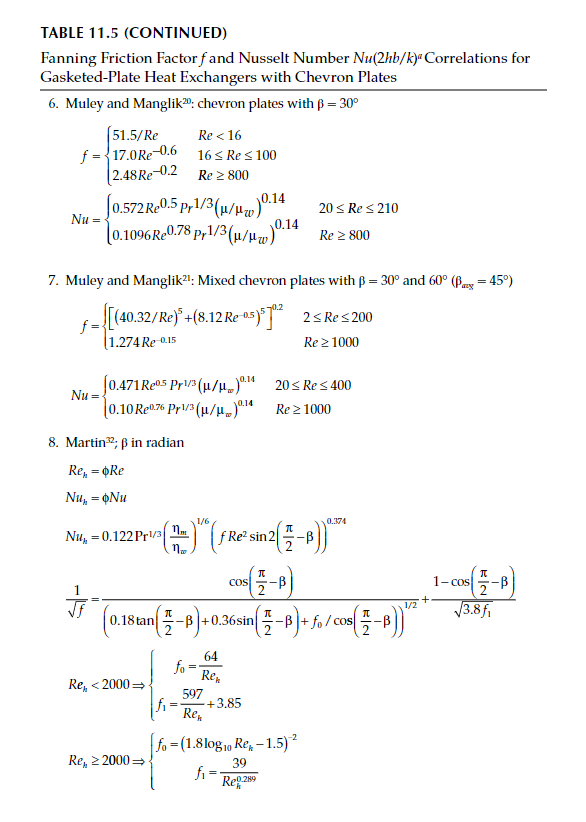 TABLE 11.5 (CONTINUED)
Fanning Friction Factor f and Nusselt Number Nu(2hb/k)ᵃ Correlations for
Gasketed-Plate Heat Exchangers with Chevron Plates
6. Muley and Manglik²⁰: chevron plates with β = 30°
f = { 51.5/Re    Re < 16
17.0Re^−0.6    16 ≤ Re ≤ 100
2.48Re^−0.2    Re ≥ 800
Nu = { 0.572Re^0.5 Pr^1/3 (μ/μ_w)^0.14    20 ≤ Re ≤ 210
0.1096Re^0.78 Pr^1/3 (μ/μ_w)^0.14    Re ≥ 800
7. Muley and Manglik²¹: Mixed chevron plates with β = 30° and 60° (β_avg = 45°)
f = { [(40.32/Re)^5 + (8.12Re^-0.5)^5]^0.2    2 ≤ Re ≤ 200
1.274Re^-0.15    Re ≥ 1000
Nu = { 0.471Re^0.5 Pr^1/3 (μ/μ_w)^0.14    20 ≤ Re ≤ 400
0.10Re^0.76 Pr^1/3 (μ/μ_w)^0.14    Re ≥ 1000
8. Martin³²; β in radian
Re_h = ϕRe
Nu_h = ϕNu
Nu_h = 0.122Pr^1/3 (η_m/η_w)^1/6 (f Re² sin2(π/2 − β))^0.374
1/√f = cos(π/2 − β) / (0.18tan(π/2 − β) + 0.36sin(π/2 − β) + f₀/cos(π/2 − β))^1/2 + (1 − cos(π/2 − β)) / √3.8f₁
Re_h < 2000 ⇒ { f₀ = 64/Re_h
f₁ = 597/Re_h + 3.85
Re_h ≥ 2000 ⇒ { f₀ = (1.8log₁₀ Re_h − 1.5)^−2
f₁ = 39/Re_h^0.289